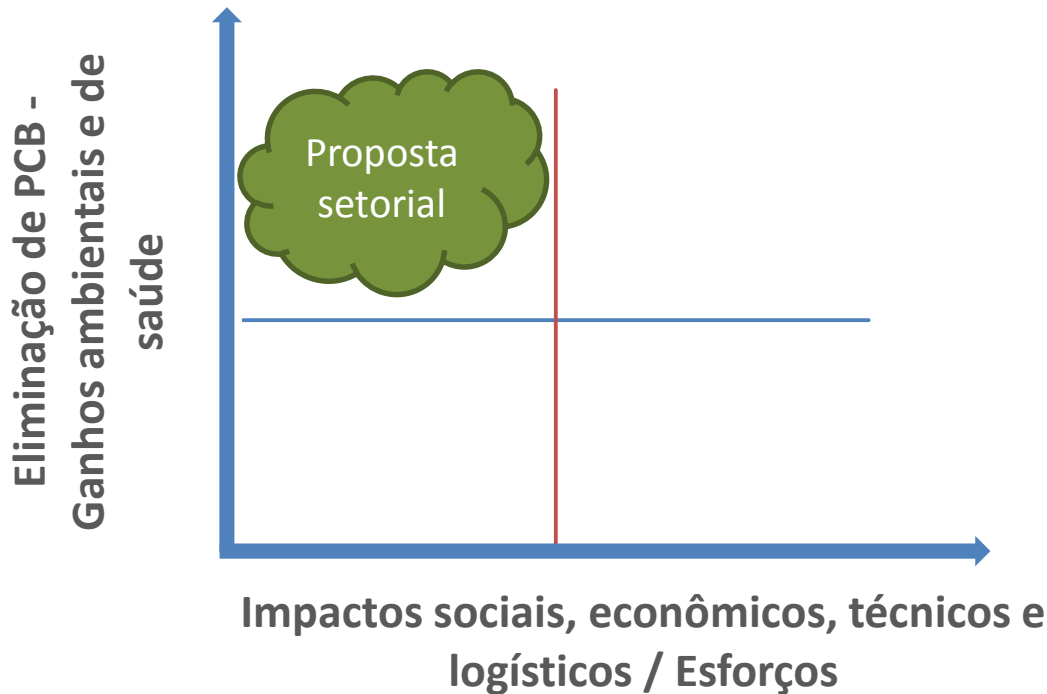 Eliminação de PCB -
Ganhos ambientais e de
saúde
Proposta
setorial
Impactos sociais, econômicos, técnicos e
logísticos / Esforços